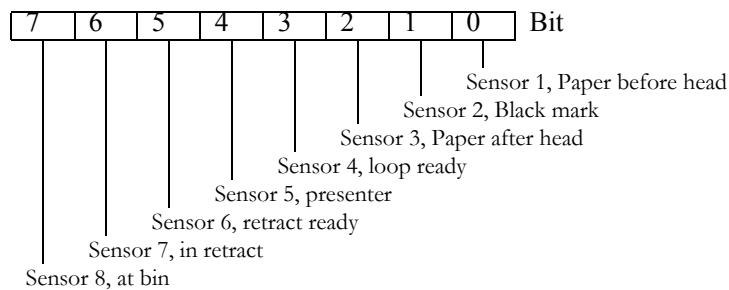 7 6 5 4 3 2 1 0 Bit
Sensor 1, Paper before head
Sensor 2, Black mark
Sensor 3, Paper after head
Sensor 4, loop ready
Sensor 5, presenter
Sensor 6, retract ready
Sensor 7, in retract
Sensor 8, at bin